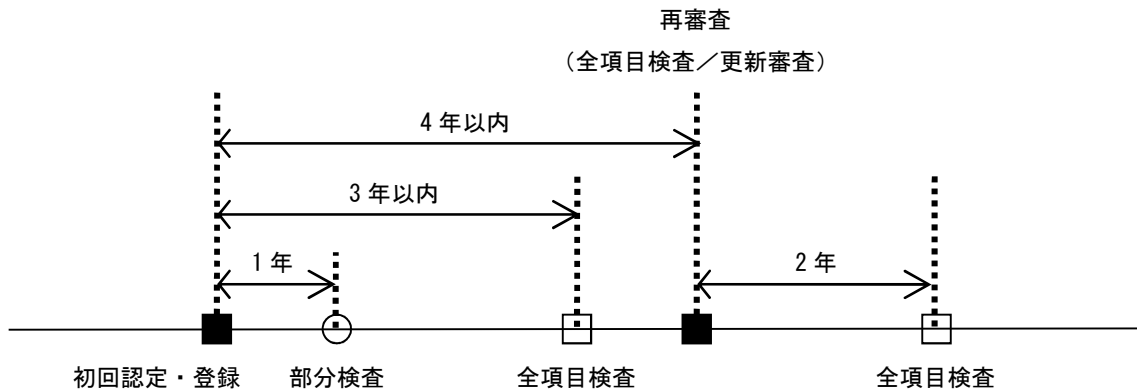 再審査
（全項目検査／更新審査）
4 年以内
3 年以内
1 年
2 年
初回認定・登録
部分検査
全項目検査
全項目検査